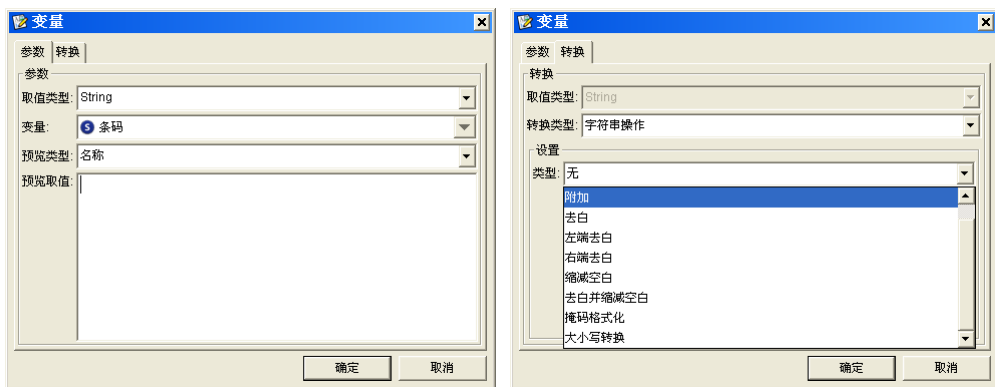 变量
参数 转换
参数
取值类型: String
变量: S 条码
预览类型: 名称
预览取值:
确定 取消
变量
参数 转换
转换
取值类型: String
转换类型: 字符串操作
设置
类型: 无
附加
去白
左端去白
右端去白
缩减空白
去白并缩减空白
掩码格式化
大小写转换
确定 取消